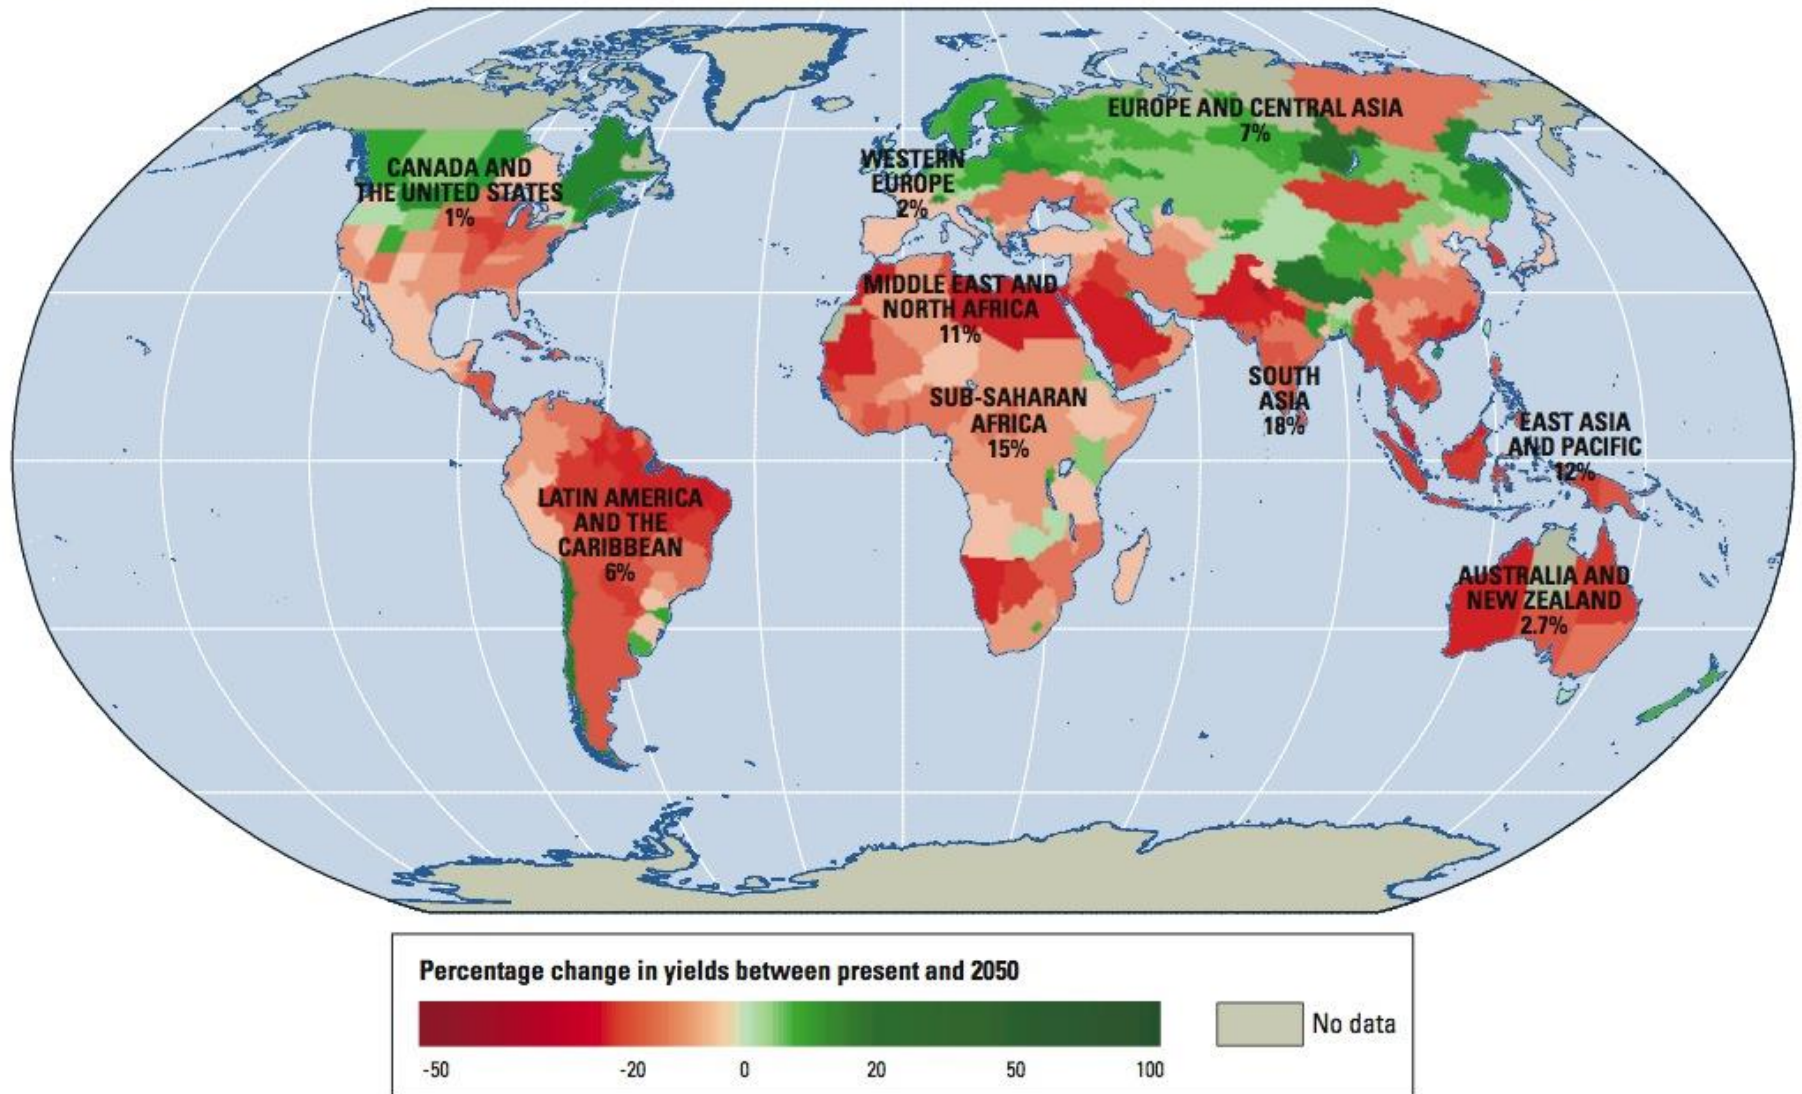 EUROPE AND CENTRAL ASIA
7%
CANADA AND
THE UNITED STATES
1%
WESTERN
EUROPE
2%
MIDDLE EAST AND
NORTH AFRICA
11%
SUB-SAHARAN
AFRICA
15%
SOUTH
ASIA
18%
EAST ASIA
AND PACIFIC
12%
LATIN AMERICA
AND THE
CARIBBEAN
6%
AUSTRALIA AND
NEW ZEALAND
2.7%
Percentage change in yields between present and 2050
-50 -20 0 20 50 100
No data